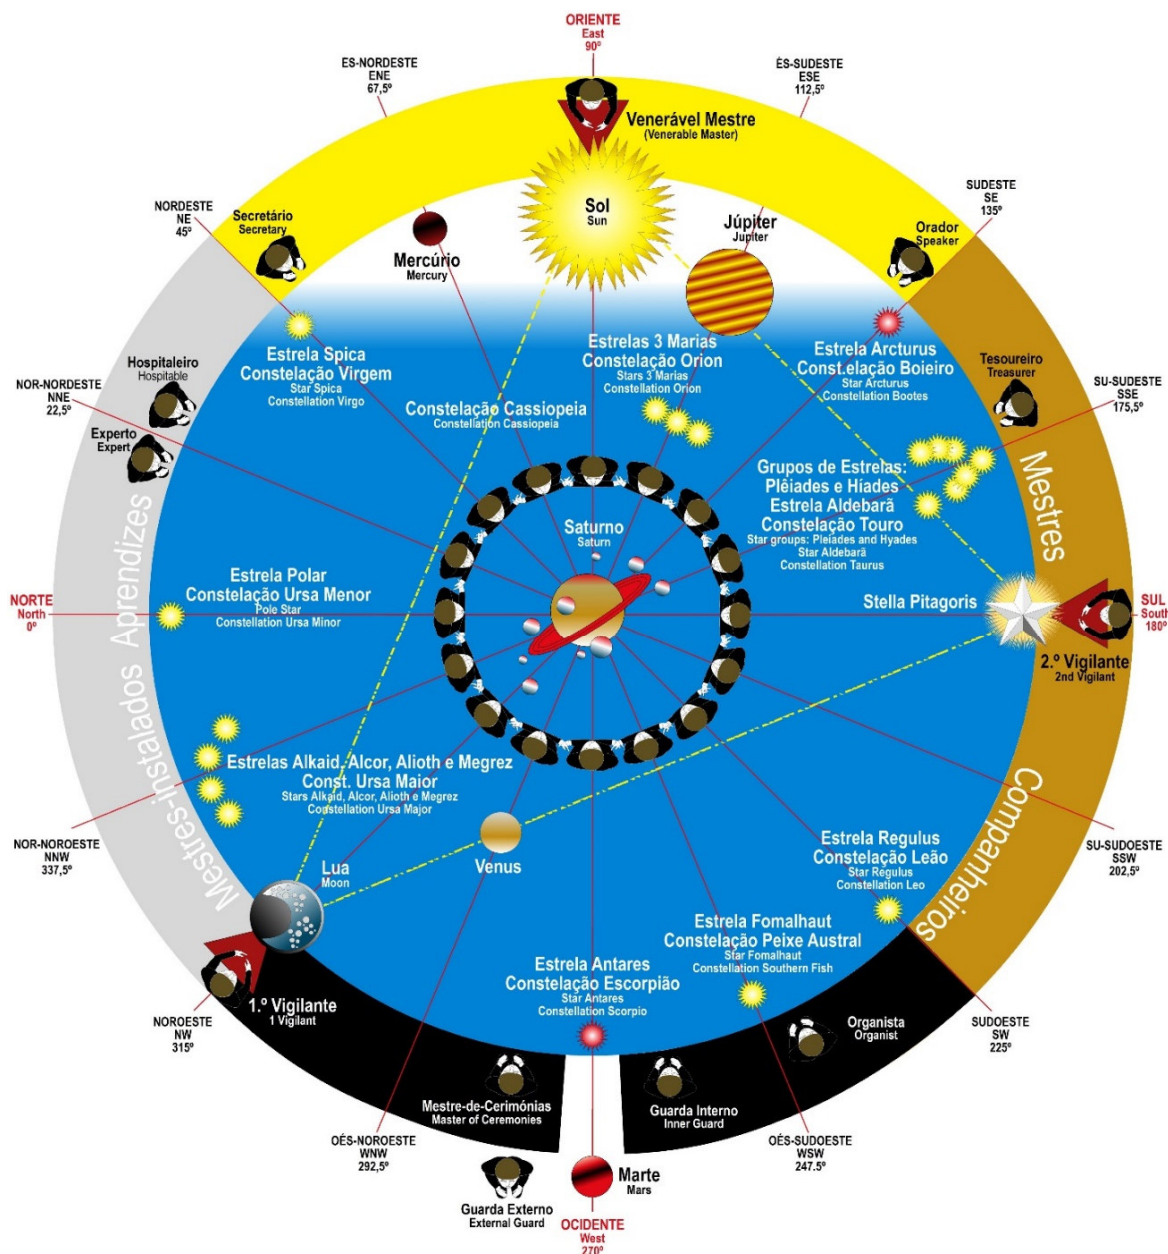 ORIENTE
East
90º
ES-NORDESTE
ENE
67,5º
ÉS-SUDESTE
ESE
112,5º
Venerável Mestre
(Venerable Master)
NORDESTE
NE
45º
Secretário
Secretary
Sol
Sun
Júpiter
Jupiter
SUDESTE
SE
135º
Orador
Speaker
Mercúrio
Mercury
Estrela Spica
Constelação Virgem
Star Spica
Constellation Virgo
Estrelas 3 Marias
Constelação Orion
Stars 3 Marias
Constellation Orion
Estrela Arcturus
Const.elação Boieiro
Star Arcturus
Constellation Bootes
Hospitaleiro
Hospitable
Tesoureiro
Treasurer
NOR-NORDESTE
NNE
22,5º
SU-SUDESTE
SSE
175,5º
Constelação Cassiopeia
Constellation Cassiopeia
Experto
Expert
Mestres
Grupos de Estrelas:
Plêiades e Híades
Estrela Aldebarã
Constelação Touro
Star groups: Pleíades and Hyades
Star Aldebarã
Constellation Taurus
Saturno
Saturn
Mestres-instalados Aprendizes
Estrela Polar
Constelação Ursa Menor
Pole Star
Constellation Ursa Minor
NORTE
North
0º
Stella Pitagoris
SUL
South
180º
2.º Vigilante
2nd Vigilant
Estrelas Alkaid, Alcor, Alioth e Megrez
Const. Ursa Maior
Stars Alkaid, Alcor, Alioth e Megrez
Constellation Ursa Major
Companheiros
NOR-NOROESTE
NNW
337,5º
SU-SUDOESTE
SSW
202,5º
Lua
Moon
Venus
Estrela Regulus
Constelação Leão
Star Regulus
Constellation Leo
Estrela Fomalhaut
Constelação Peixe Austral
Star Fomalhaut
Constellation Southern Fish
Estrela Antares
Constelação Escorpião
Star Antares
Constellation Scorpio
1.º Vigilante
1 Vigilant
NOROESTE
NW
315º
Organista
Organist
SUDOESTE
SW
225º
Mestre-de-Cerimónias
Master of Ceremonies
Guarda Interno
Inner Guard
OÉS-NOROESTE
WNW
292,5º
OÉS-SUDOESTE
WSW
247.5º
Marte
Mars
Guarda Externo
External Guard
OCIDENTE
West
270º